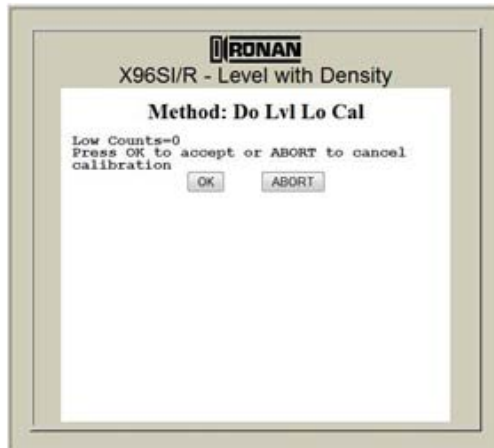 RONAN
X96SI/R - Level with Density
Method: Do Lvl Lo Cal
Low Counts=0
Press OK to accept or ABORT to cancel
calibration
OK ABORT